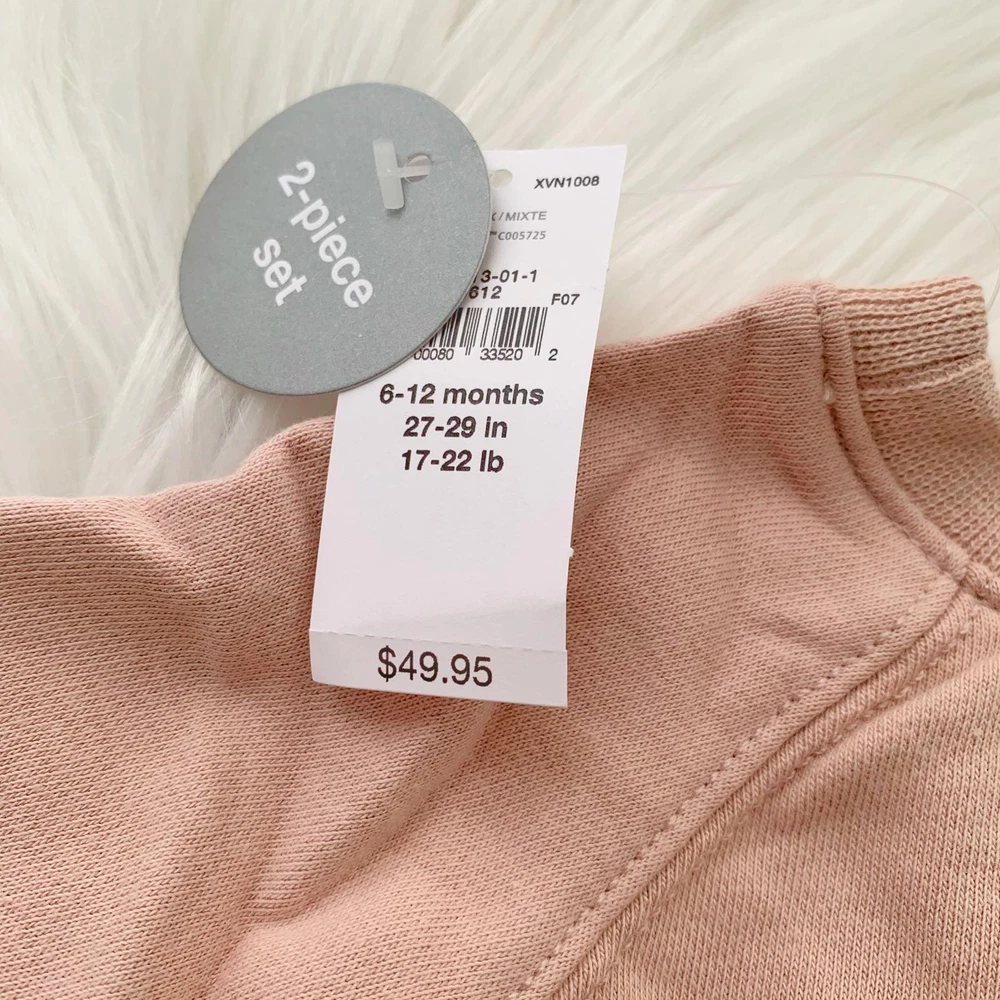 2-piece
set
XVN1008
/MIXTE
C005725
3-01-1
612
F07
00080 33520 2
6-12 months
27-29 in
17-22 lb
$49.95